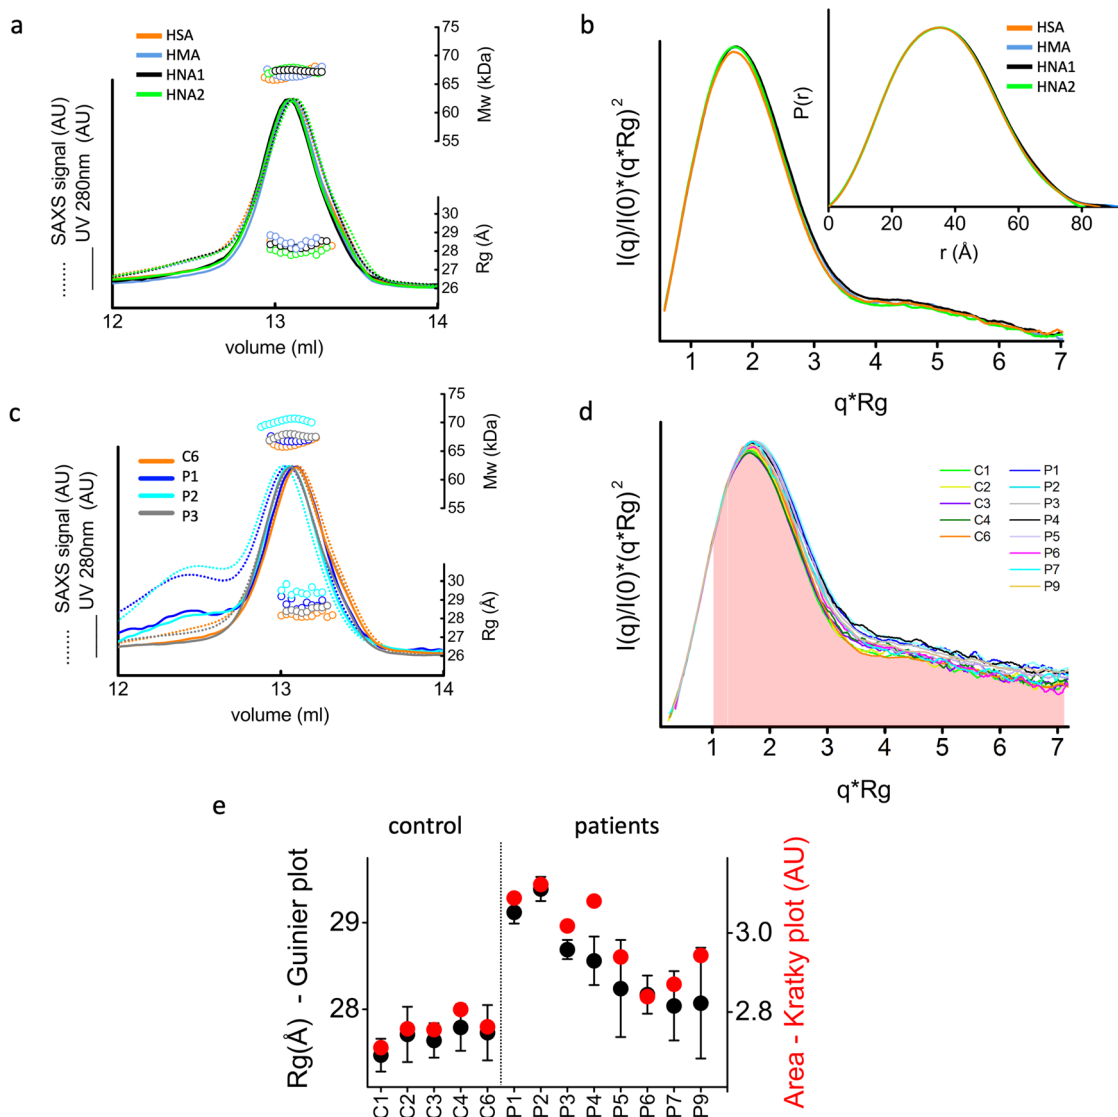 a
HSA
HMA
HNA1
HNA2
SAXS signal (AU)
UV 280nm (AU)
75
70
65
60
55
Mw (kDa)
30
29
28
27
26
Rg(Å)
12
13
14
volume (ml)
b
I(q)/I(0)*(q*Rg)²
1
2
3
4
5
6
7
q*Rg
P(r)
0
20
40
60
80
r (Å)
HSA
HMA
HNA1
HNA2
c
C6
P1
P2
P3
SAXS signal (AU)
UV 280nm (AU)
75
70
65
60
55
Mw (kDa)
30
29
28
27
26
Rg(Å)
12
13
14
volume (ml)
d
I(q)/I(0)*(q*Rg)²
C1
C2
C3
C4
C6
P1
P2
P3
P4
P5
P6
P7
P9
1
2
3
4
5
6
7
q*Rg
e
control
patients
Rg(Å) - Guinier plot
29
28
3.0
2.8
Area - Kratky plot (AU)
C1
C2
C3
C4
C6
P1
P2
P3
P4
P5
P6
P7
P9